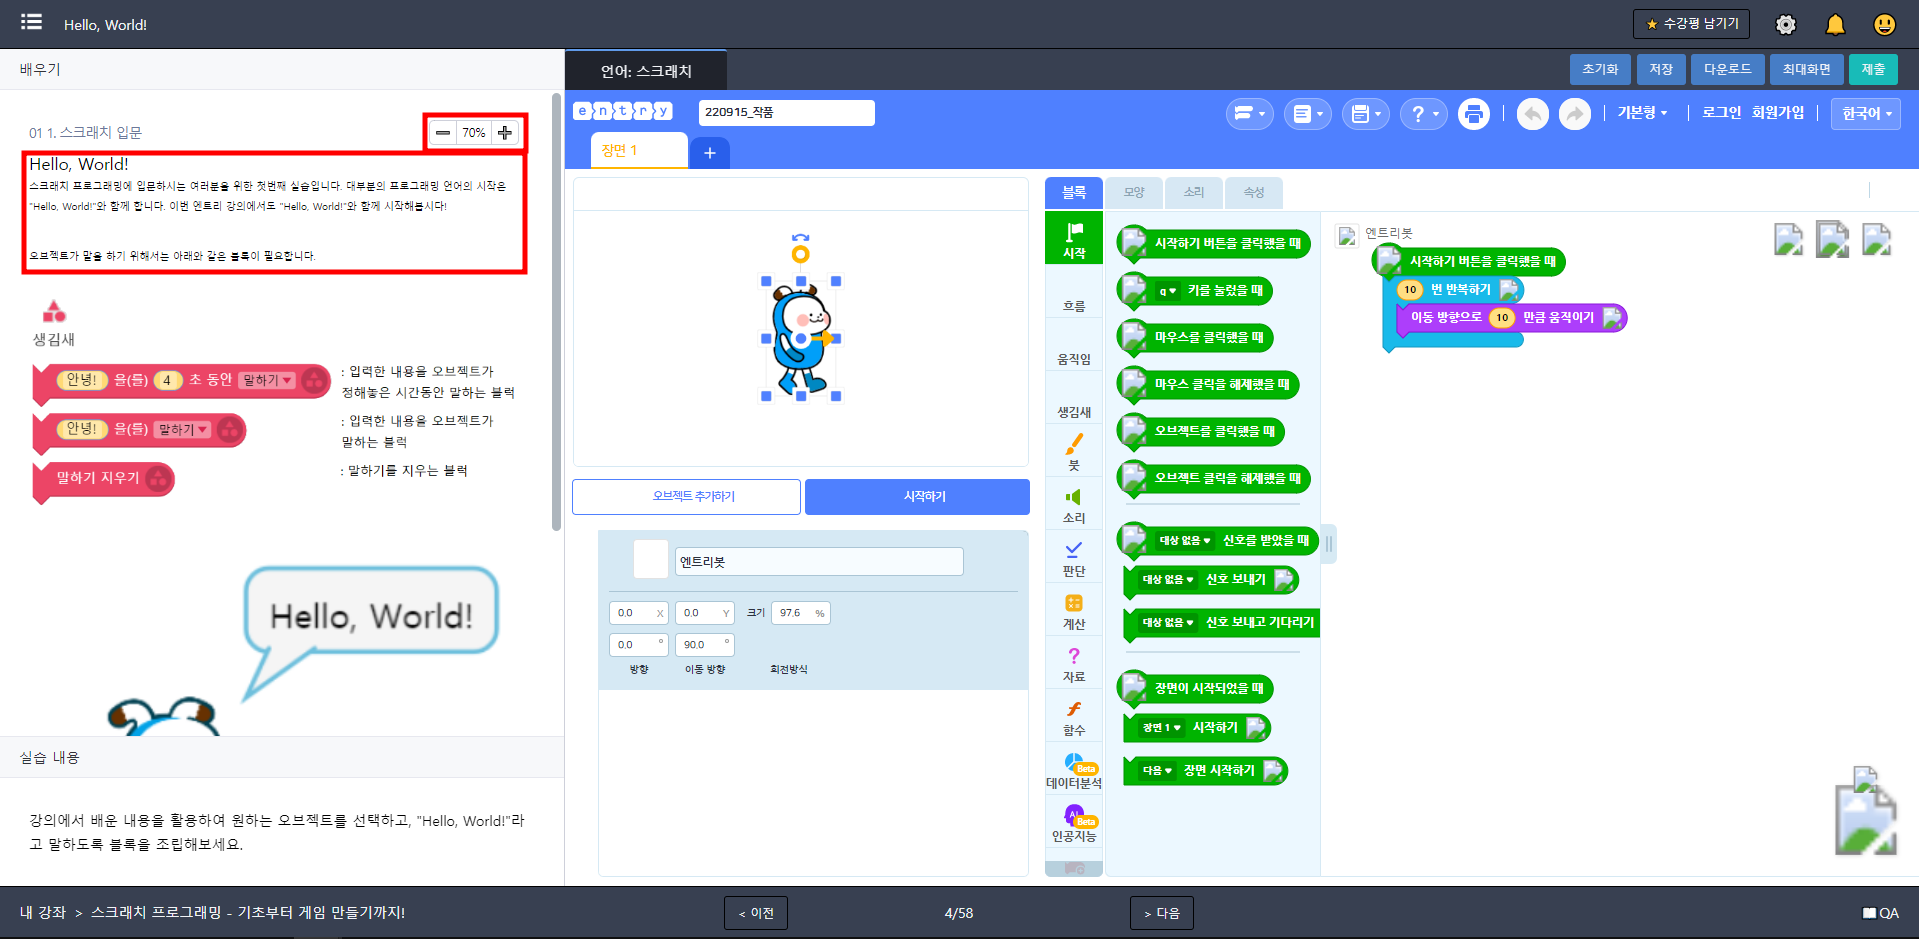 Hello, World!
수강평 남기기
배우기
언어: 스크래치
초기화
저장
다운로드
최대화면
제출
01 1. 스크래치 입문
70%
Hello, World!
스크래치 프로그래밍에 입문하시는 여러분을 위한 첫번째 실습입니다. 대부분의 프로그래밍 언어의 시작은
"Hello, World!"와 함께 합니다. 이번 엔트리 강의에서도 "Hello, World!"와 함께 시작해봅시다!
오브젝트가 말을 하기 위해서는 아래와 같은 블록이 필요합니다.
생김새
안녕! 을(를) 4 초 동안 말하기
: 입력한 내용을 오브젝트가
정해놓은 시간동안 말하는 블럭
안녕! 을(를) 말하기
: 입력한 내용을 오브젝트가
말하는 블럭
말하기 지우기
: 말하기를 지우는 블럭
Hello, World!
실습 내용
강의에서 배운 내용을 활용하여 원하는 오브젝트를 선택하고, "Hello, World!"라
고 말하도록 블록을 조립해보세요.
entry
220915_작품
?
기본형
로그인
회원가입
한국어
장면 1
+
오브젝트 추가하기
시작하기
엔트리봇
0.0 X
0.0 Y
크기
97.6 %
0.0 °
90.0 °
방향
이동 방향
회전방식
블록
모양
소리
속성
시작
흐름
움직임
생김새
붓
소리
판단
계산
?
자료
f
함수
Beta
데이터분석
AI
Beta
인공지능
시작하기 버튼을 클릭했을 때
q 키를 눌렀을 때
마우스를 클릭했을 때
마우스 클릭을 해제했을 때
오브젝트를 클릭했을 때
오브젝트 클릭을 해제했을 때
대상 없음 신호를 받았을 때
대상 없음 신호 보내기
대상 없음 신호 보내고 기다리기
장면이 시작되었을 때
장면 1 시작하기
다음 장면 시작하기
엔트리봇
시작하기 버튼을 클릭했을 때
10 번 반복하기
이동 방향으로 10 만큼 움직이기
내 강좌 > 스크래치 프로그래밍 - 기초부터 게임 만들기까지!
< 이전
4/58
> 다음
QA